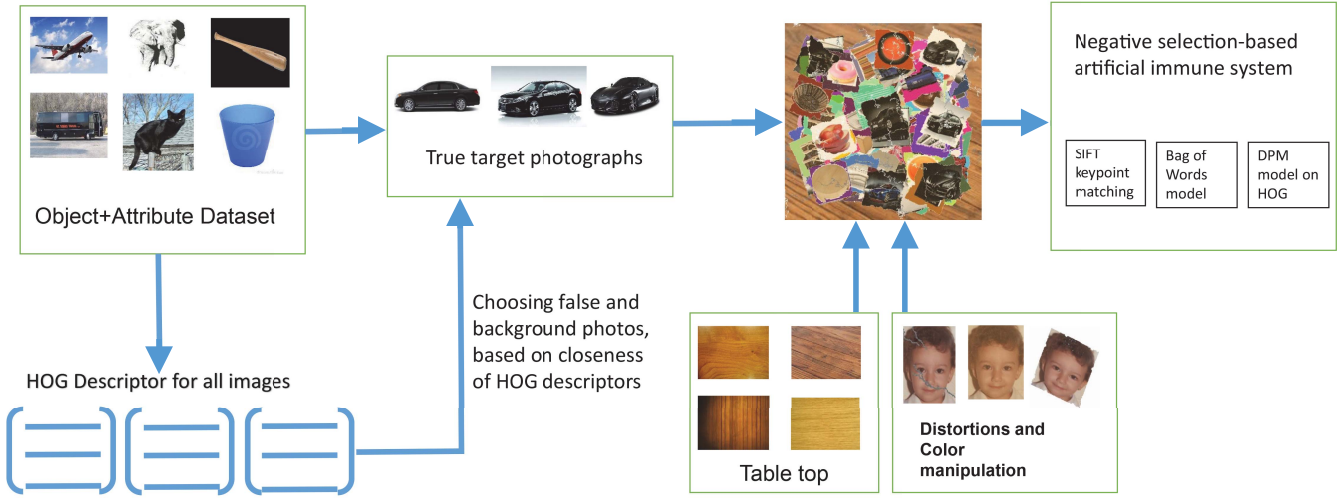 Object+Attribute Dataset
True target photographs
Negative selection-based
artificial immune system
SIFT
keypoint
matching
Bag of
Words
model
DPM
model on
HOG
HOG Descriptor for all images
Choosing false and
background photos,
based on closeness
of HOG descriptors
Table top
Distortions and
Color
manipulation